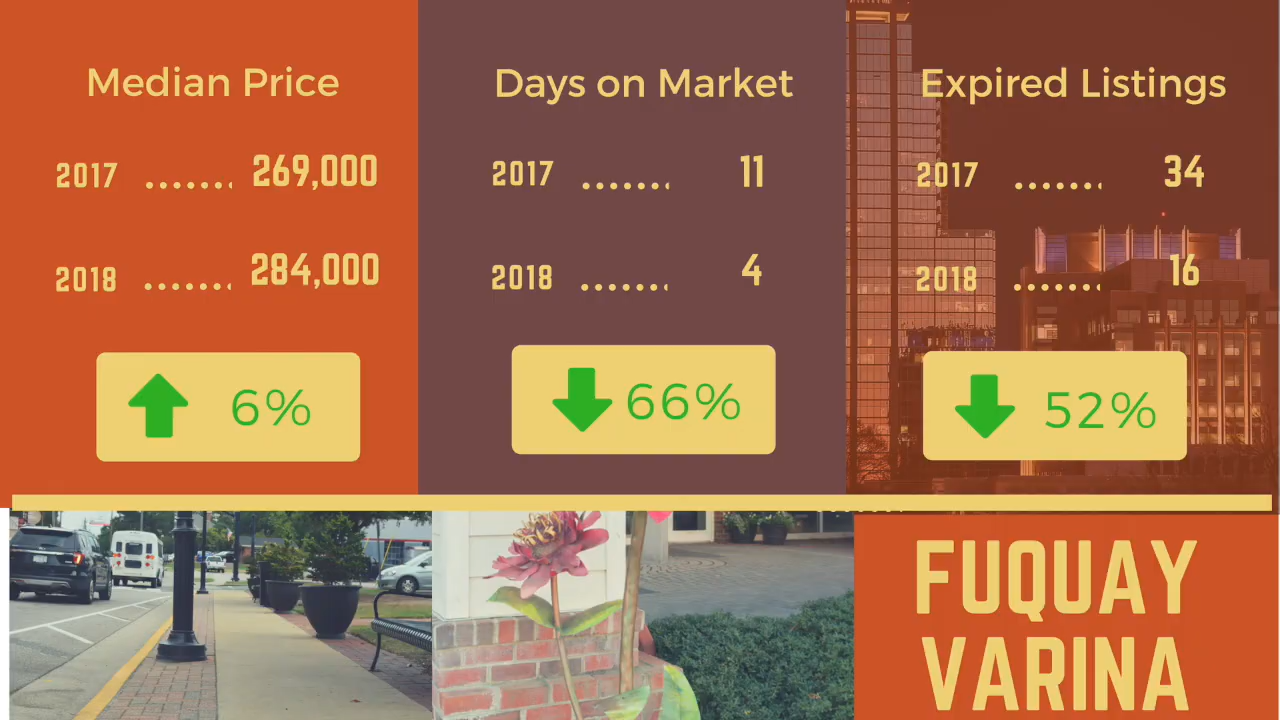 Median Price
2017 ....... 269,000
2018 ....... 284,000
6%
Days on Market
2017 ....... 11
2018 ....... 4
66%
Expired Listings
2017 ....... 34
2018 ....... 16
52%
FUQUAY
VARINA